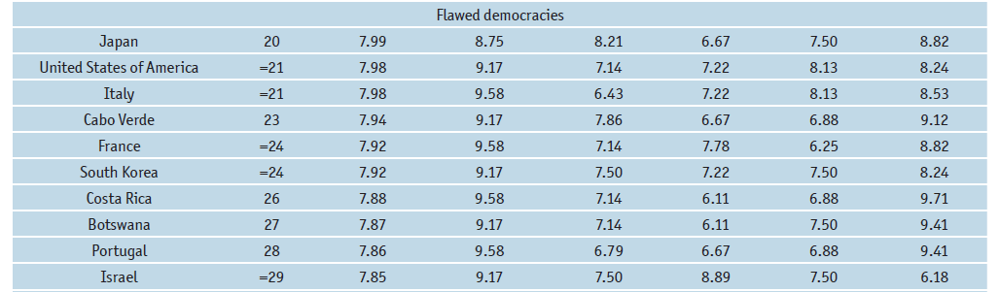 Flawed democracies
Japan 20 7.99 8.75 8.21 6.67 7.50 8.82
United States of America =21 7.98 9.17 7.14 7.22 8.13 8.24
Italy =21 7.98 9.58 6.43 7.22 8.13 8.53
Cabo Verde 23 7.94 9.17 7.86 6.67 6.88 9.12
France =24 7.92 9.58 7.14 7.78 6.25 8.82
South Korea =24 7.92 9.17 7.50 7.22 7.50 8.24
Costa Rica 26 7.88 9.58 7.14 6.11 6.88 9.71
Botswana 27 7.87 9.17 7.14 6.11 7.50 9.41
Portugal 28 7.86 9.58 6.79 6.67 6.88 9.41
Israel =29 7.85 9.17 7.50 8.89 7.50 6.18